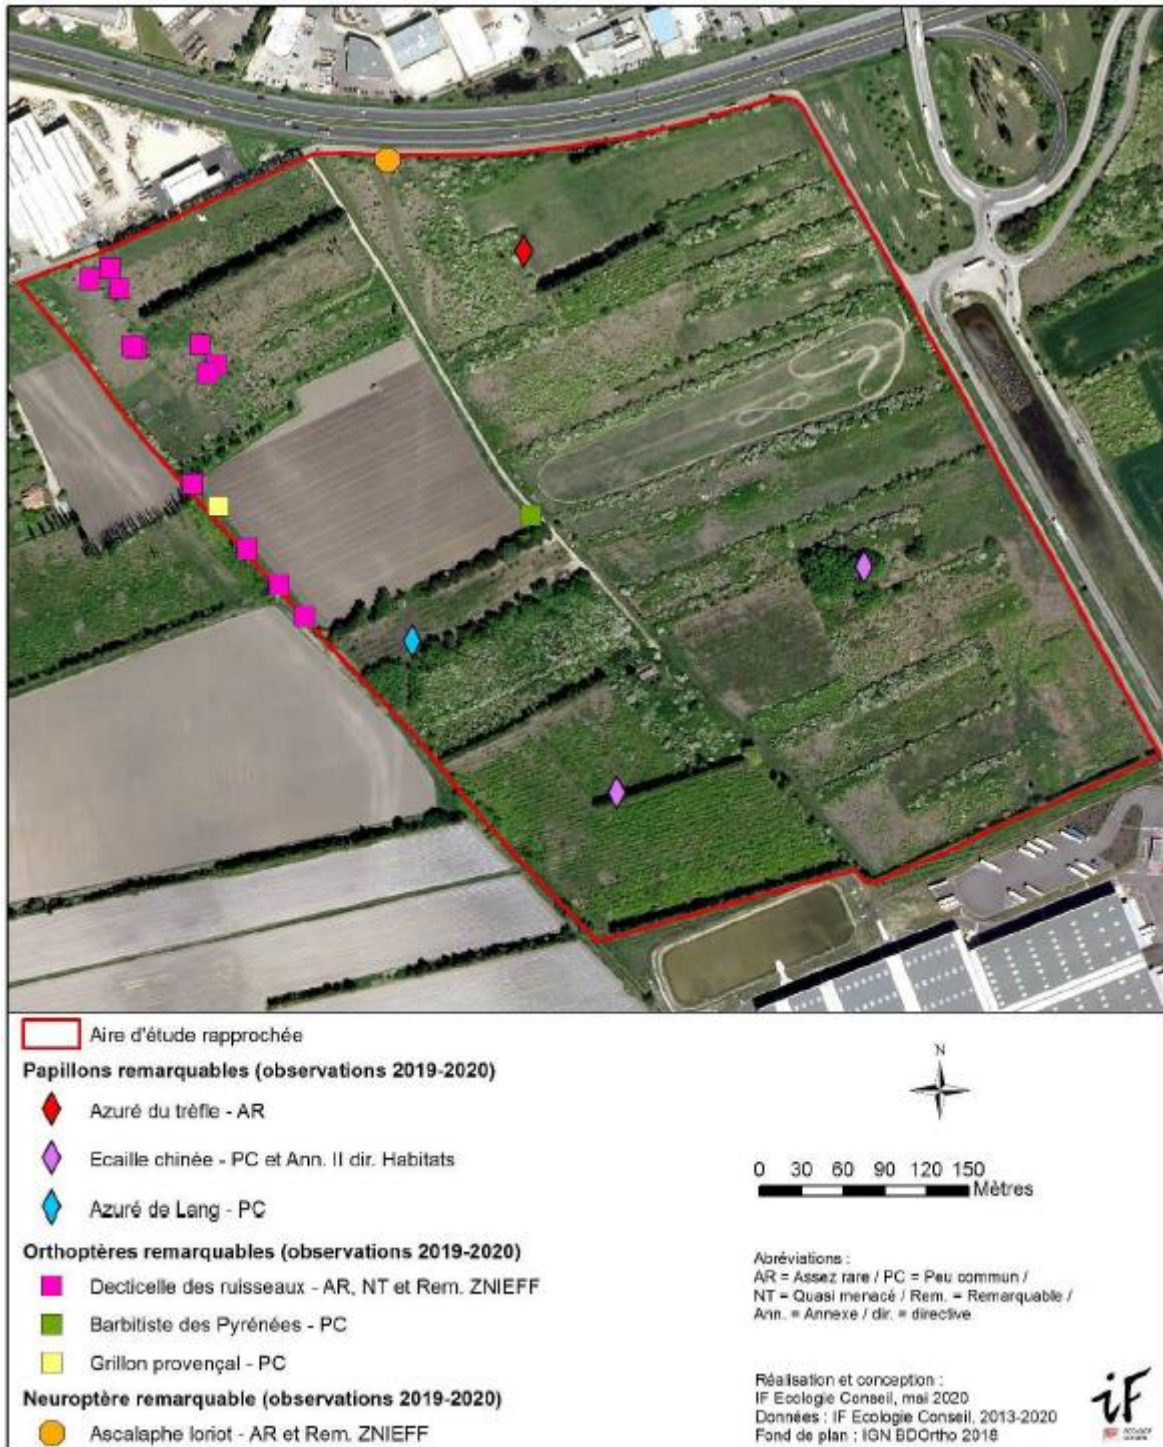 Aire d'étude rapprochée
Papillons remarquables (observations 2019-2020)
Azuré du trèfle - AR
Ecaille chinée - PC et Ann. II dir. Habitats
Azuré de Lang - PC
Orthoptères remarquables (observations 2019-2020)
Decticelle des ruisseaux - AR, NT et Rem. ZNIEFF
Barbitiste des Pyrénées - PC
Grillon provençal - PC
Neuroptère remarquable (observations 2019-2020)
Ascalaphe loriot - AR et Rem. ZNIEFF
N
0 30 60 90 120 150
Mètres
Abréviations :
AR = Assez rare / PC = Peu commun /
NT = Quasi menacé / Rem. = Remarquable /
Ann. = Annexe / dir. = directive
Réalisation et conception :
IF Ecologie Conseil, mai 2020
Données : IF Ecologie Conseil, 2013-2020
Fond de plan : IGN BDOrtho 2018
iF